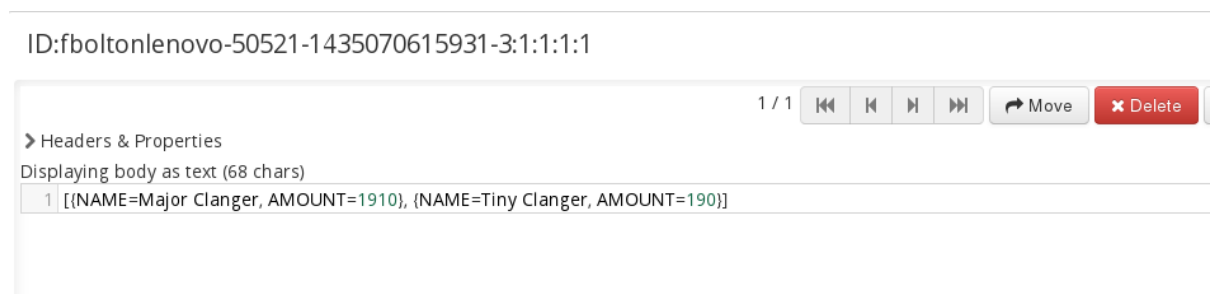 ID:fboltonlenovo-50521-1435070615931-3:1:1:1:1
1 / 1 Move Delete
Headers & Properties
Displaying body as text (68 chars)
1 [{NAME=Major Clanger, AMOUNT=1910}, {NAME=Tiny Clanger, AMOUNT=190}]